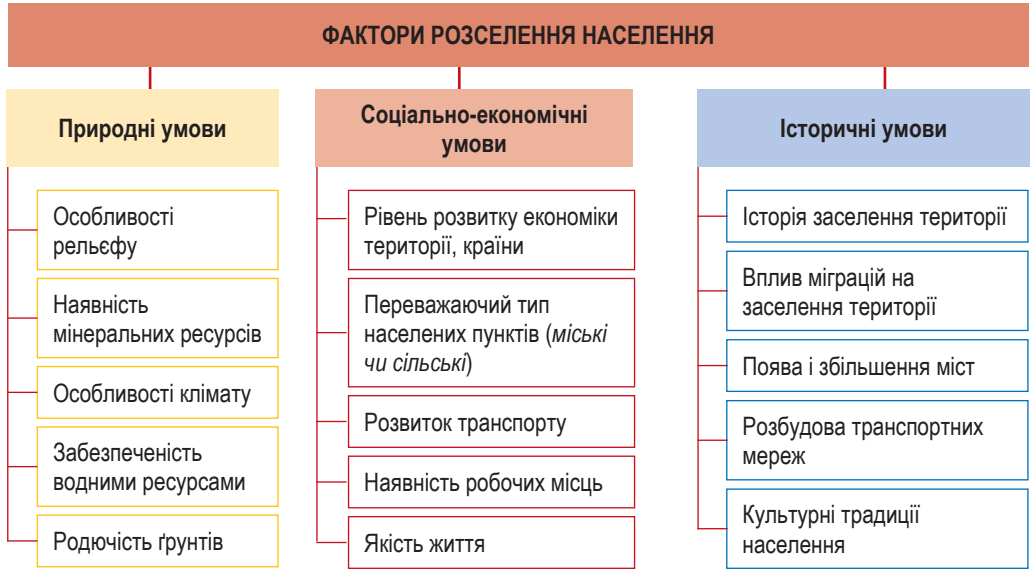 ФАКТОРИ РОЗСЕЛЕННЯ НАСЕЛЕННЯ
Природні умови
Особливості
рельєфу
Наявність
мінеральних ресурсів
Особливості клімату
Забезпеченість
водними ресурсами
Родючість ґрунтів
Соціально-економічні
умови
Рівень розвитку економіки
території, країни
Переважаючий тип
населених пунктів (міські
чи сільські)
Розвиток транспорту
Наявність робочих місць
Якість життя
Історичні умови
Історія заселення території
Вплив міграцій на
заселення території
Поява і збільшення міст
Розбудова транспортних
мереж
Культурні традиції
населення